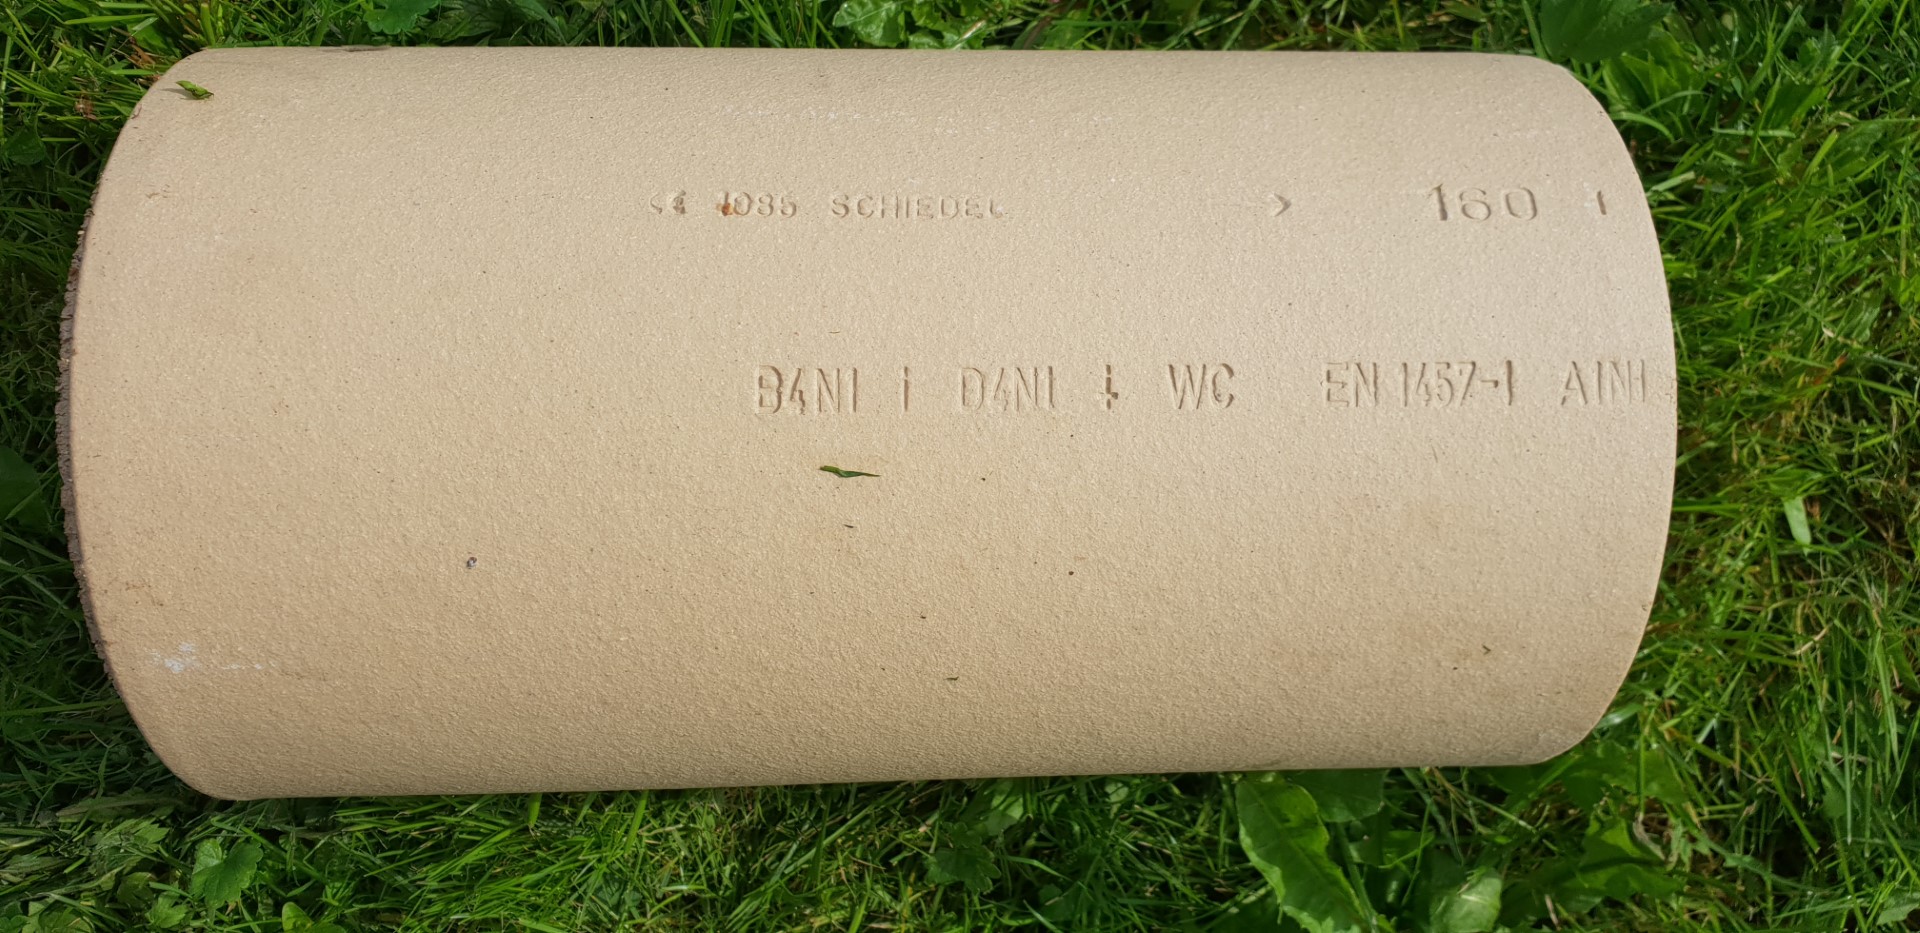 1085 SCHIEDEL > 160
B4N1 D4N1 WC EN 1457-1 A1N1